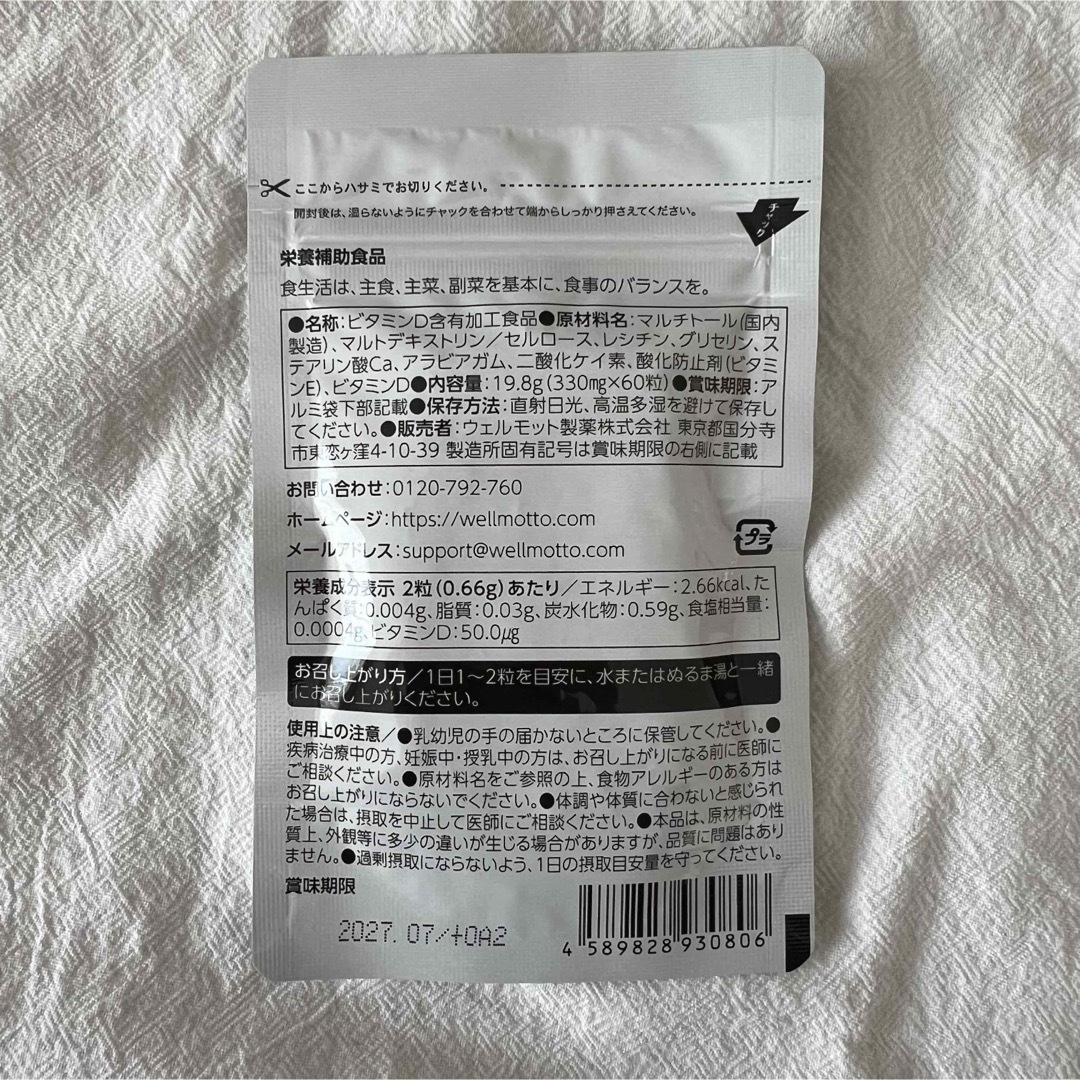 ここからハサミでお切りください。
開封後は、湿らないようにチャックを合わせて端からしっかり押さえてください。
チャック
栄養補助食品
食生活は、主食、主菜、副菜を基本に、食事のバランスを。
●名称：ビタミンD含有加工食品●原材料名：マルチトール(国内
製造)、マルトデキストリン／セルロース、レシチン、グリセリン、ス
テアリン酸Ca、アラビアガム、二酸化ケイ素、酸化防止剤(ビタミ
ンE)、ビタミンD●内容量：19.8g(330mg×60粒)●賞味期限：ア
ルミ袋下部記載●保存方法：直射日光、高温多湿を避けて保存し
てください。●販売者：ウェルモット製薬株式会社 東京都国分寺
市東恋ヶ窪4-10-39 製造所固有記号は賞味期限の右側に記載
お問い合わせ：0120-792-760
ホームページ：https://wellmotto.com
メールアドレス：support@wellmotto.com
プラ
栄養成分表示 2粒(0.66g)あたり／エネルギー：2.66kcal、た
んぱく質：0.004g、脂質：0.03g、炭水化物：0.59g、食塩相当量：
0.0004g、ビタミンD：50.0μg
お召し上がり方／1日1～2粒を目安に、水またはぬるま湯と一緒
にお召し上がりください。
使用上の注意／●乳幼児の手の届かないところに保管してください。●
疾病治療中の方、妊娠中・授乳中の方は、お召し上がりになる前に医師に
ご相談ください。●原材料名をご参照の上、食物アレルギーのある方は
お召し上がりにならないでください。●体調や体質に合わないと感じられ
た場合は、摂取を中止して医師にご相談ください。●本品は、原材料の性
質上、外観等に多少の違いが生じる場合がありますが、品質に問題はあり
ません。●過剰摂取にならないよう、1日の摂取目安量を守ってください。
賞味期限
2027.07/+0A2
4 589828 930806